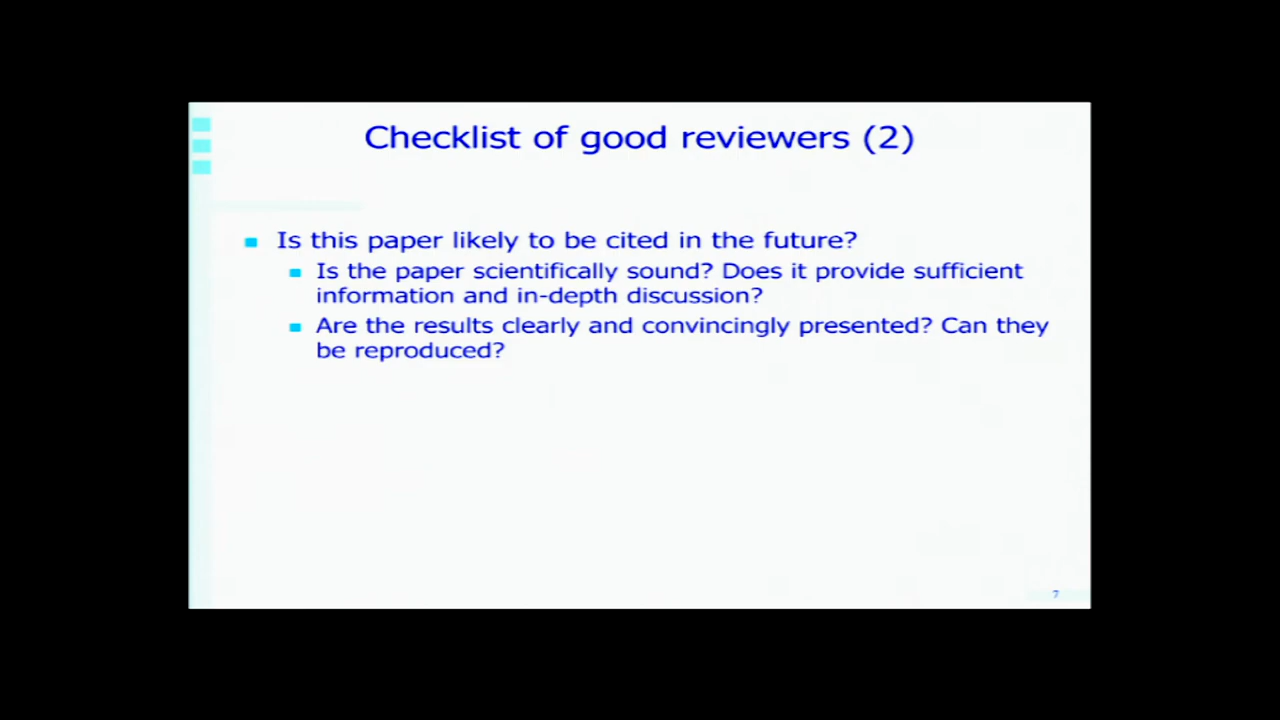 Checklist of good reviewers (2)
Is this paper likely to be cited in the future?
Is the paper scientifically sound? Does it provide sufficient
information and in-depth discussion?
Are the results clearly and convincingly presented? Can they
be reproduced?
7